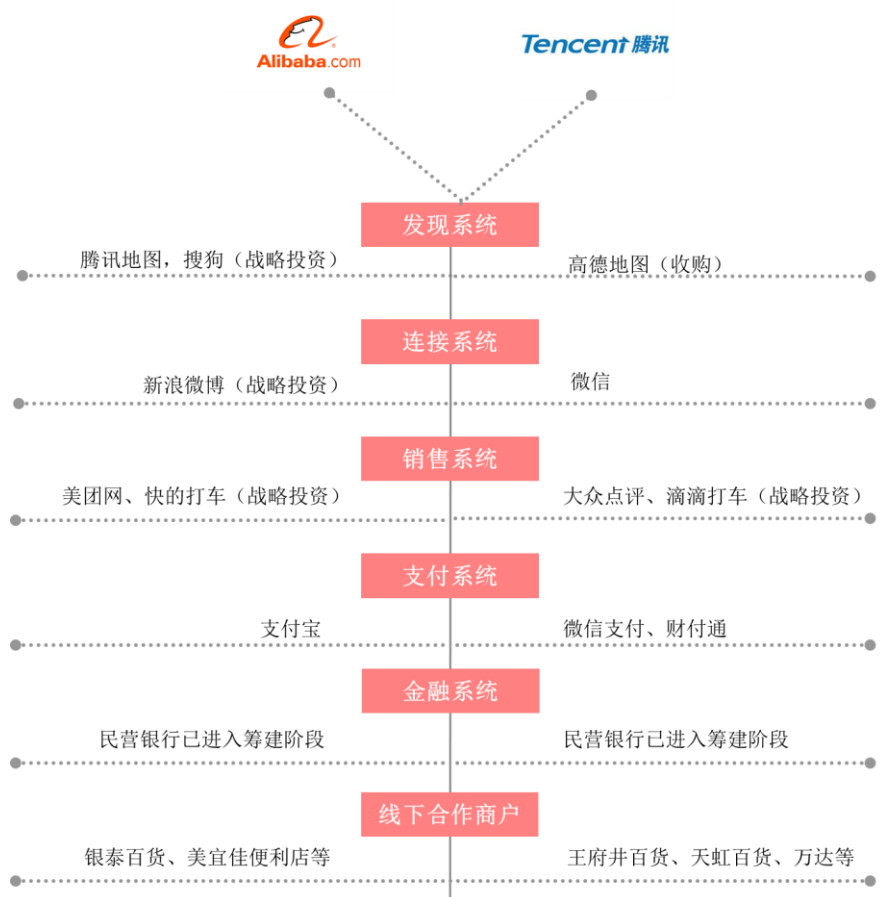 Alibaba.com
Tencent 腾讯
发现系统
腾讯地图，搜狗（战略投资）
高德地图（收购）
连接系统
新浪微博（战略投资）
微信
销售系统
美团网、快的打车（战略投资）
大众点评、滴滴打车（战略投资）
支付系统
支付宝
微信支付、财付通
金融系统
民营银行已进入筹建阶段
民营银行已进入筹建阶段
线下合作商户
银泰百货、美宜佳便利店等
王府井百货、天虹百货、万达等